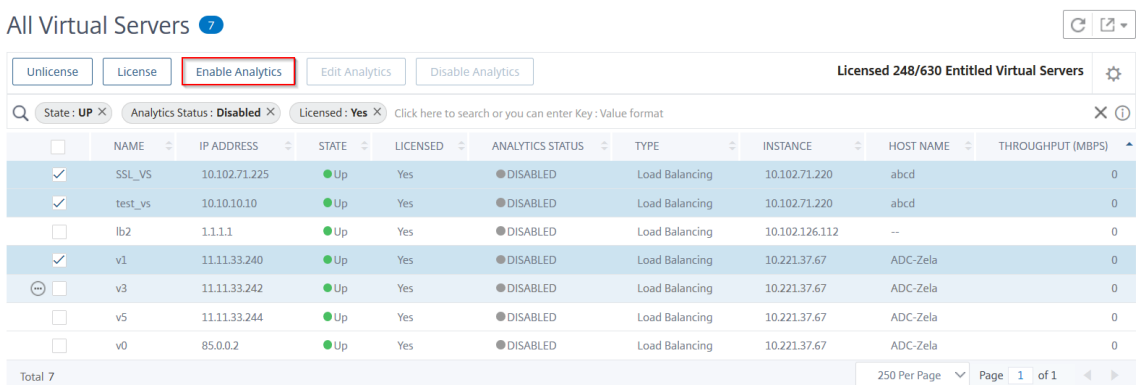 All Virtual Servers 7
Unlicense License Enable Analytics Edit Analytics Disable Analytics Licensed 248/630 Entitled Virtual Servers
State : UP × Analytics Status : Disabled × Licensed : Yes × Click here to search or you can enter Key : Value format
NAME IP ADDRESS STATE LICENSED ANALYTICS STATUS TYPE INSTANCE HOST NAME THROUGHPUT (MBPS)
SSL_VS 10.102.71.225 Up Yes DISABLED Load Balancing 10.102.71.220 abcd 0
test_vs 10.10.10.10 Up Yes DISABLED Load Balancing 10.102.71.220 abcd 0
lb2 1.1.1.1 Up Yes DISABLED Load Balancing 10.102.126.112 -- 0
v1 11.11.33.240 Up Yes DISABLED Load Balancing 10.221.37.67 ADC-Zela 0
v3 11.11.33.242 Up Yes DISABLED Load Balancing 10.221.37.67 ADC-Zela 0
v5 11.11.33.244 Up Yes DISABLED Load Balancing 10.221.37.67 ADC-Zela 0
v0 85.0.0.2 Up Yes DISABLED Load Balancing 10.221.37.67 ADC-Zela 0
Total 7 250 Per Page Page 1 of 1